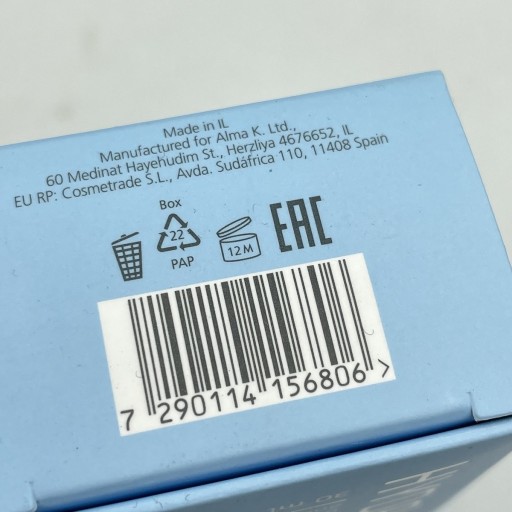 Made in IL
Manufactured for Alma K. Ltd.,
60 Medinat Hayehudim St., Herzliya 4676652, IL
EU RP: Cosmetrade S.L., Avda. Sudáfrica 110, 11408 Spain
Box
22
PAP
12 M
EAC
7 290114 156806 >